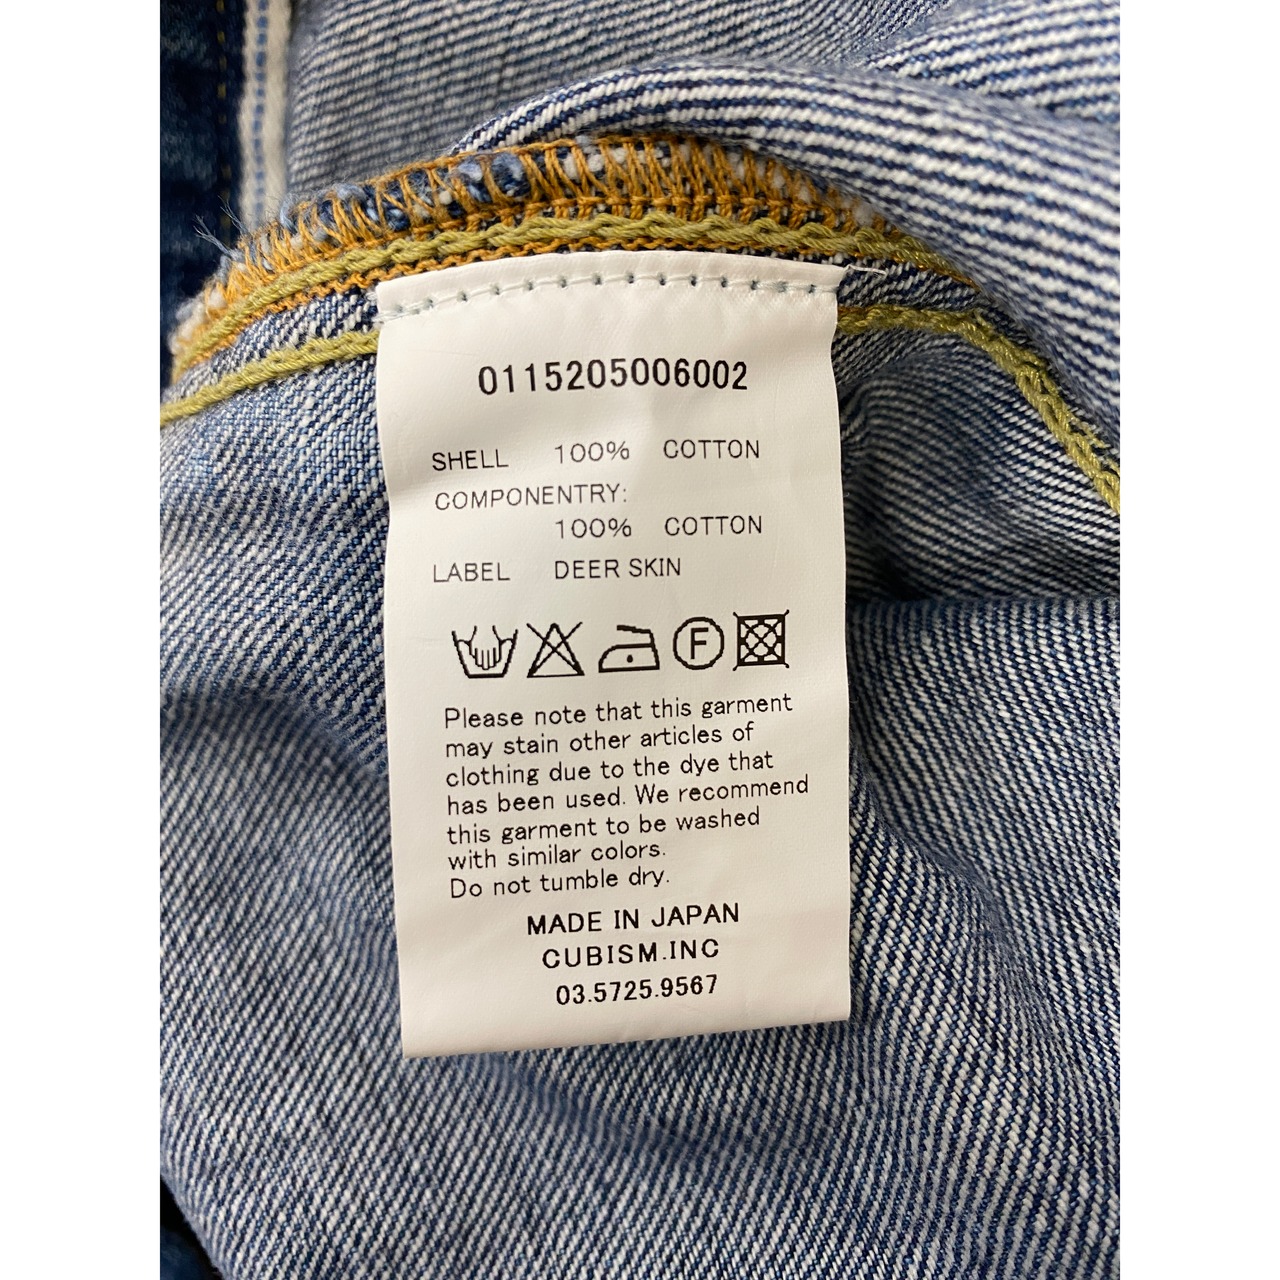 0115205006002
SHELL 100% COTTON
COMPONENTRY:
100% COTTON
LABEL DEER SKIN
F
Please note that this garment
may stain other articles of
clothing due to the dye that
has been used. We recommend
this garment to be washed
with similar colors.
Do not tumble dry.
MADE IN JAPAN
CUBISM.INC
03.5725.9567